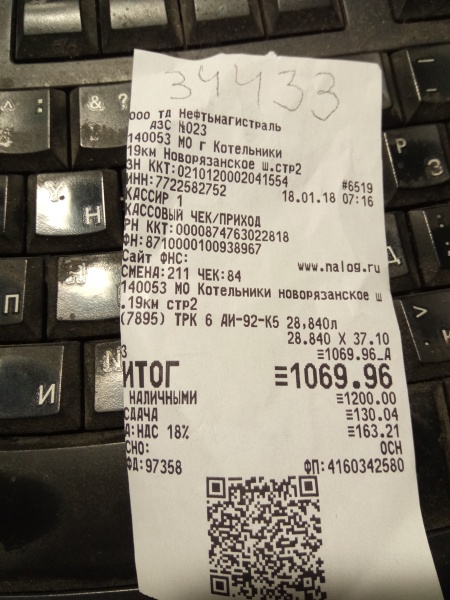 34433
ООО ТД Нефтьмагистраль
АЗС №023
140053 МО г Котельники
19км Новорязанское ш.стр2
ЗН ККТ:0210120002041554 #6519
ИНН:7722582752 18.01.18 07:16
КАССИР 1
КАССОВЫЙ ЧЕК/ПРИХОД
РН ККТ:0000874763022818
ФН:8710000100938967
Сайт ФНС: www.nalog.ru
СМЕНА:211 ЧЕК:84
140053 МО Котельники новорязанское ш
.19км стр2
(7895) ТРК 6 АИ-92-К5 28,840л
28.840 X 37.10
3 ≡1069.96_А
ИТОГ ≡1069.96
НАЛИЧНЫМИ ≡1200.00
СДАЧА ≡130.04
А:НДС 18% ≡163.21
СНО: ОСН
ФД:97358 ФП:4160342580
&
?
У
Н
П
И
Р
З
Д